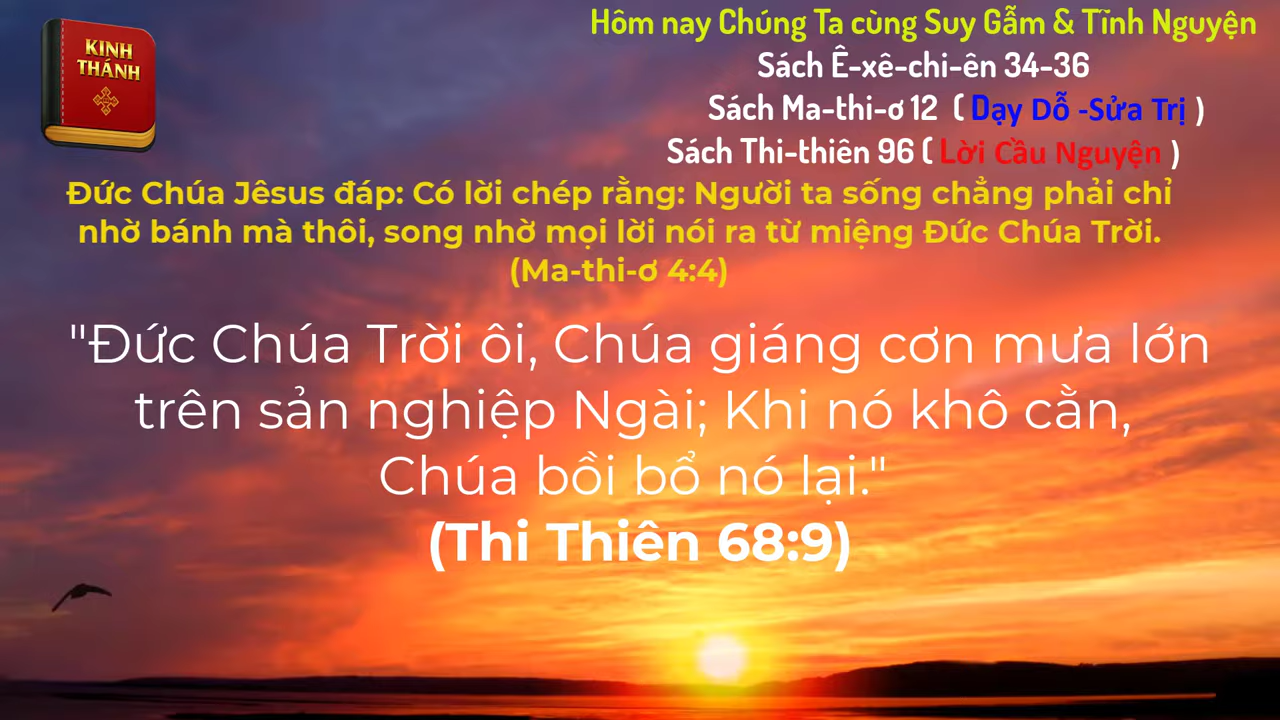 KINH
THÁNH
Hôm nay Chúng Ta cùng Suy Gẫm & Tĩnh Nguyện
Sách Ê-xê-chi-ên 34-36
Sách Ma-thi-ơ 12 ( Dạy Dỗ -Sửa Trị )
Sách Thi-thiên 96 ( Lời Cầu Nguyện )
Đức Chúa Jêsus đáp: Có lời chép rằng: Người ta sống chẳng phải chỉ
nhờ bánh mà thôi, song nhờ mọi lời nói ra từ miệng Đức Chúa Trời.
(Ma-thi-ơ 4:4)
"Đức Chúa Trời ôi, Chúa giáng cơn mưa lớn
trên sản nghiệp Ngài; Khi nó khô cằn,
Chúa bồi bổ nó lại."
(Thi Thiên 68:9)